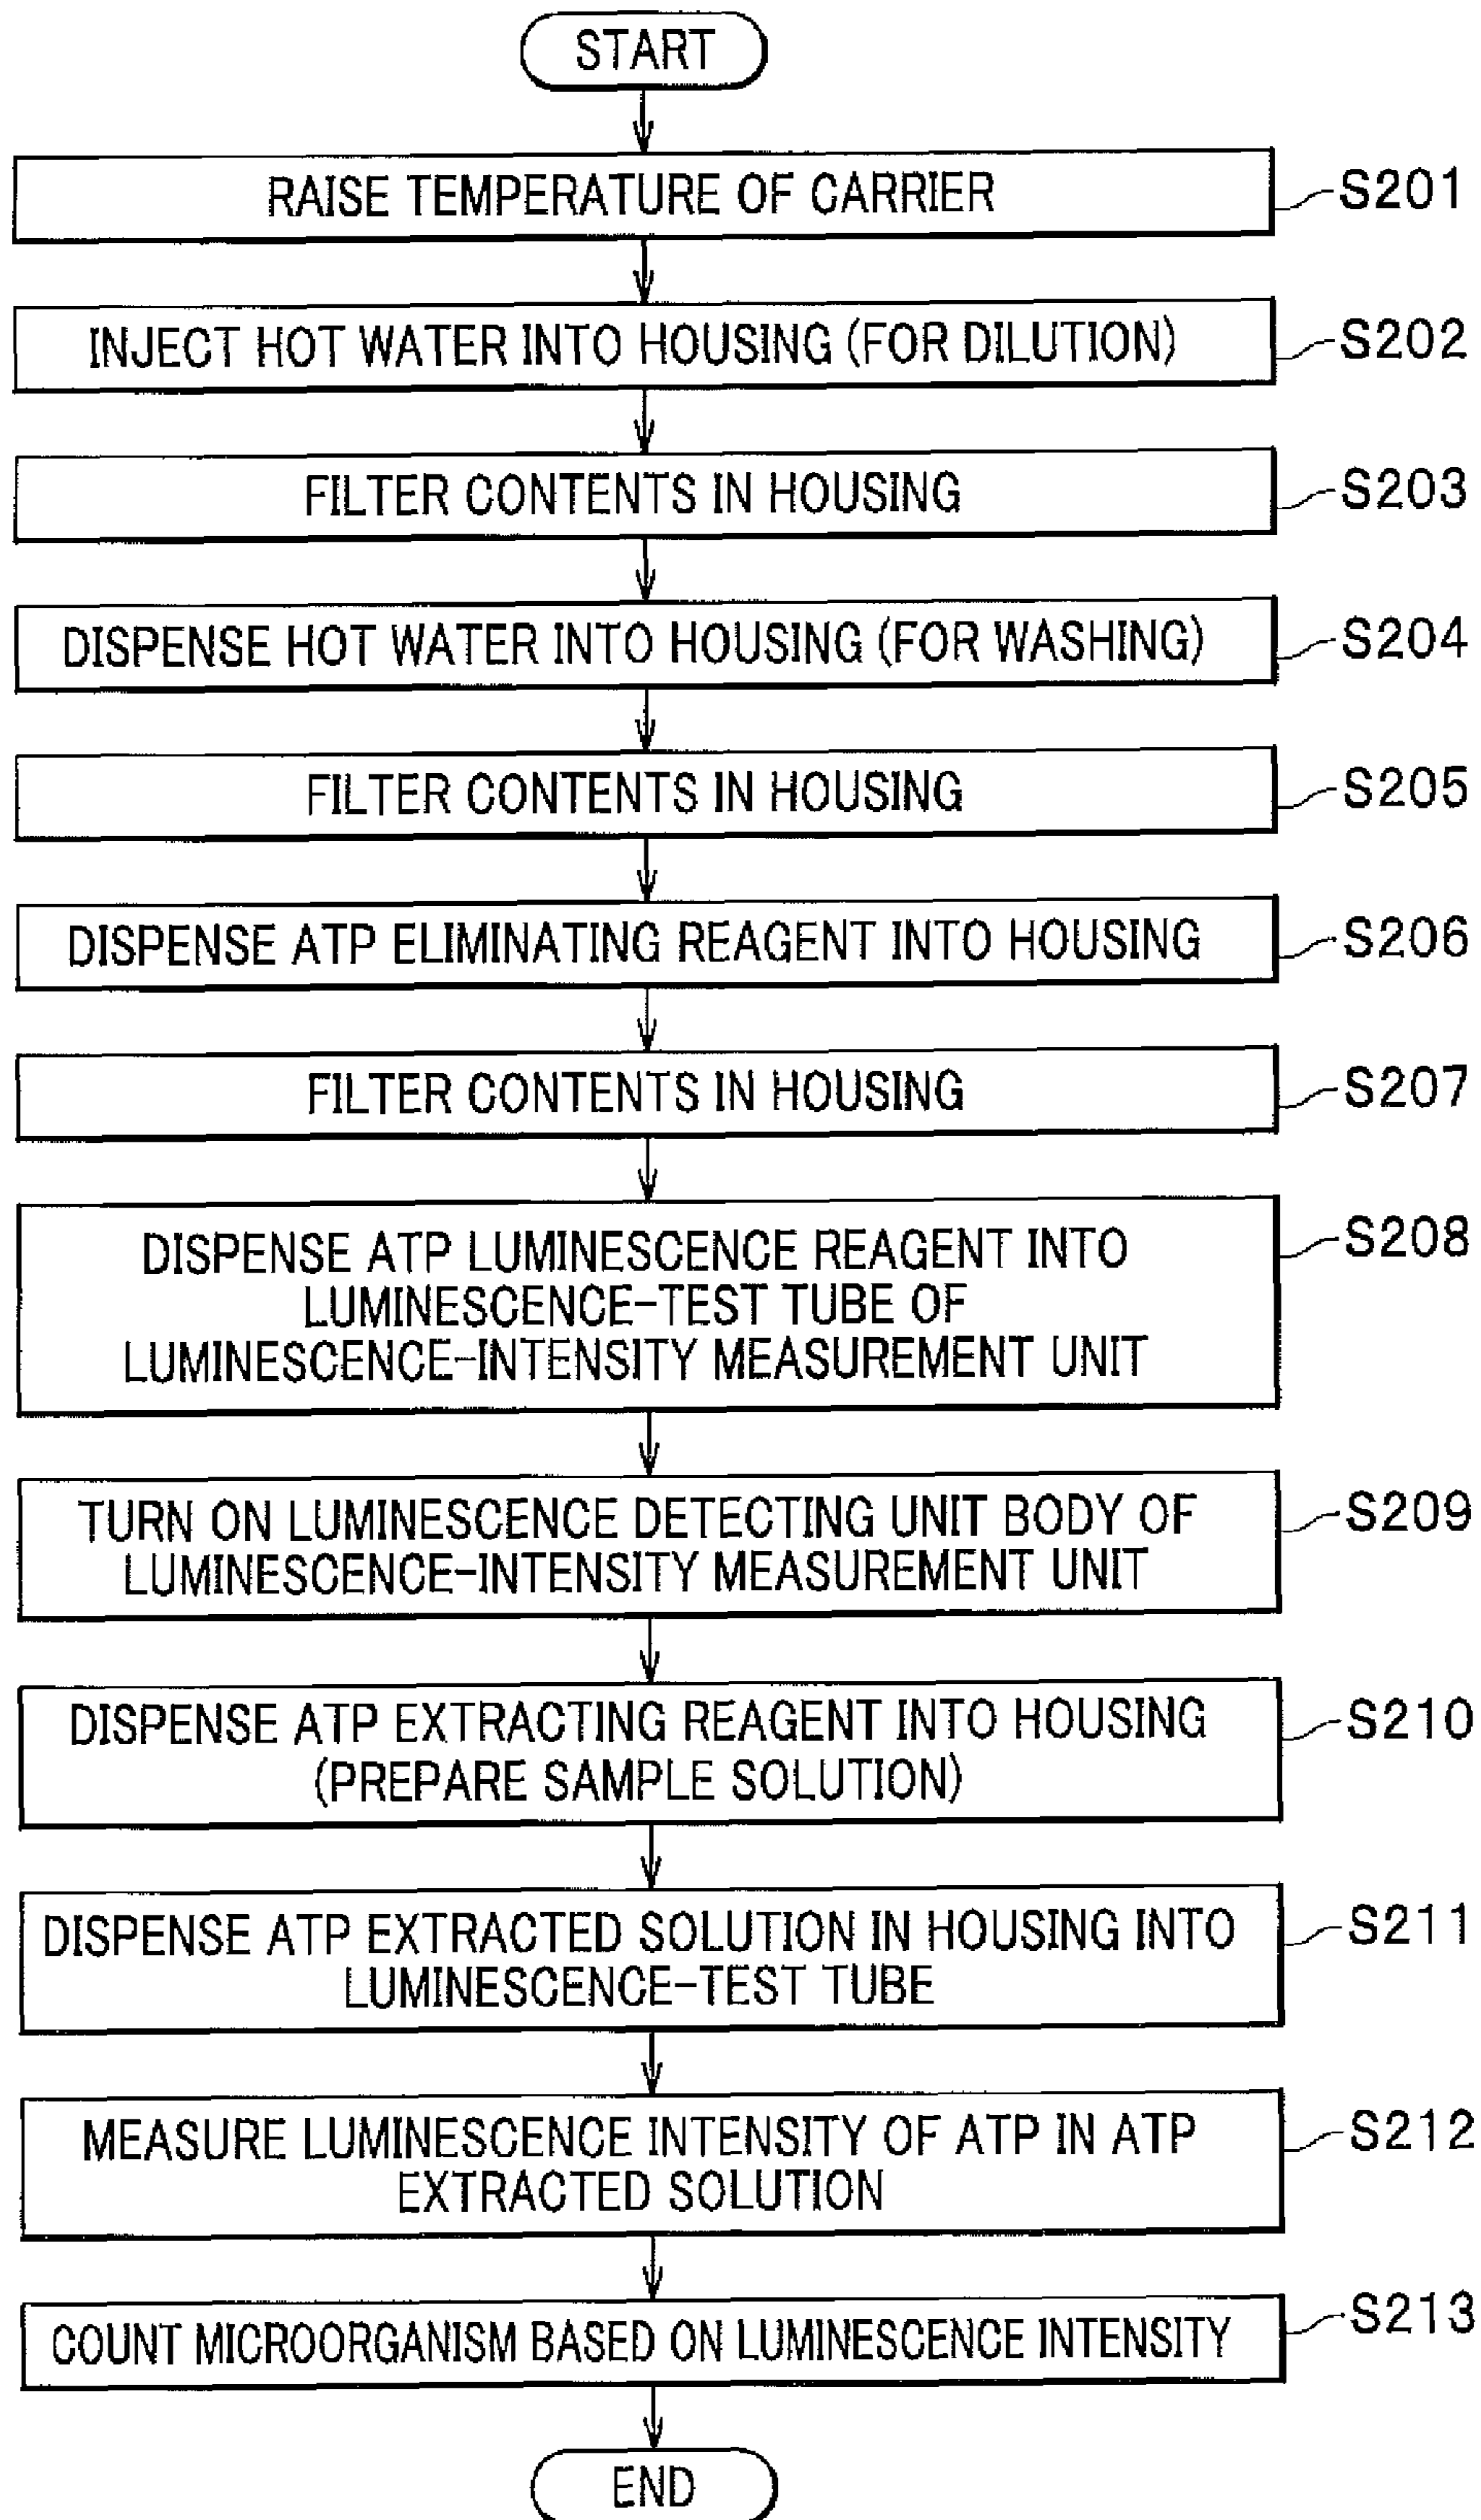 START
RAISE TEMPERATURE OF CARRIER
S201
INJECT HOT WATER INTO HOUSING (FOR DILUTION)
S202
FILTER CONTENTS IN HOUSING
S203
DISPENSE HOT WATER INTO HOUSING (FOR WASHING)
S204
FILTER CONTENTS IN HOUSING
S205
DISPENSE ATP ELIMINATING REAGENT INTO HOUSING
S206
FILTER CONTENTS IN HOUSING
S207
DISPENSE ATP LUMINESCENCE REAGENT INTO
LUMINESCENCE-TEST TUBE OF
LUMINESCENCE-INTENSITY MEASUREMENT UNIT
S208
TURN ON LUMINESCENCE DETECTING UNIT BODY OF
LUMINESCENCE-INTENSITY MEASUREMENT UNIT
S209
DISPENSE ATP EXTRACTING REAGENT INTO HOUSING
(PREPARE SAMPLE SOLUTION)
S210
DISPENSE ATP EXTRACTED SOLUTION IN HOUSING INTO
LUMINESCENCE-TEST TUBE
S211
MEASURE LUMINESCENCE INTENSITY OF ATP IN ATP
EXTRACTED SOLUTION
S212
COUNT MICROORGANISM BASED ON LUMINESCENCE INTENSITY
S213
END